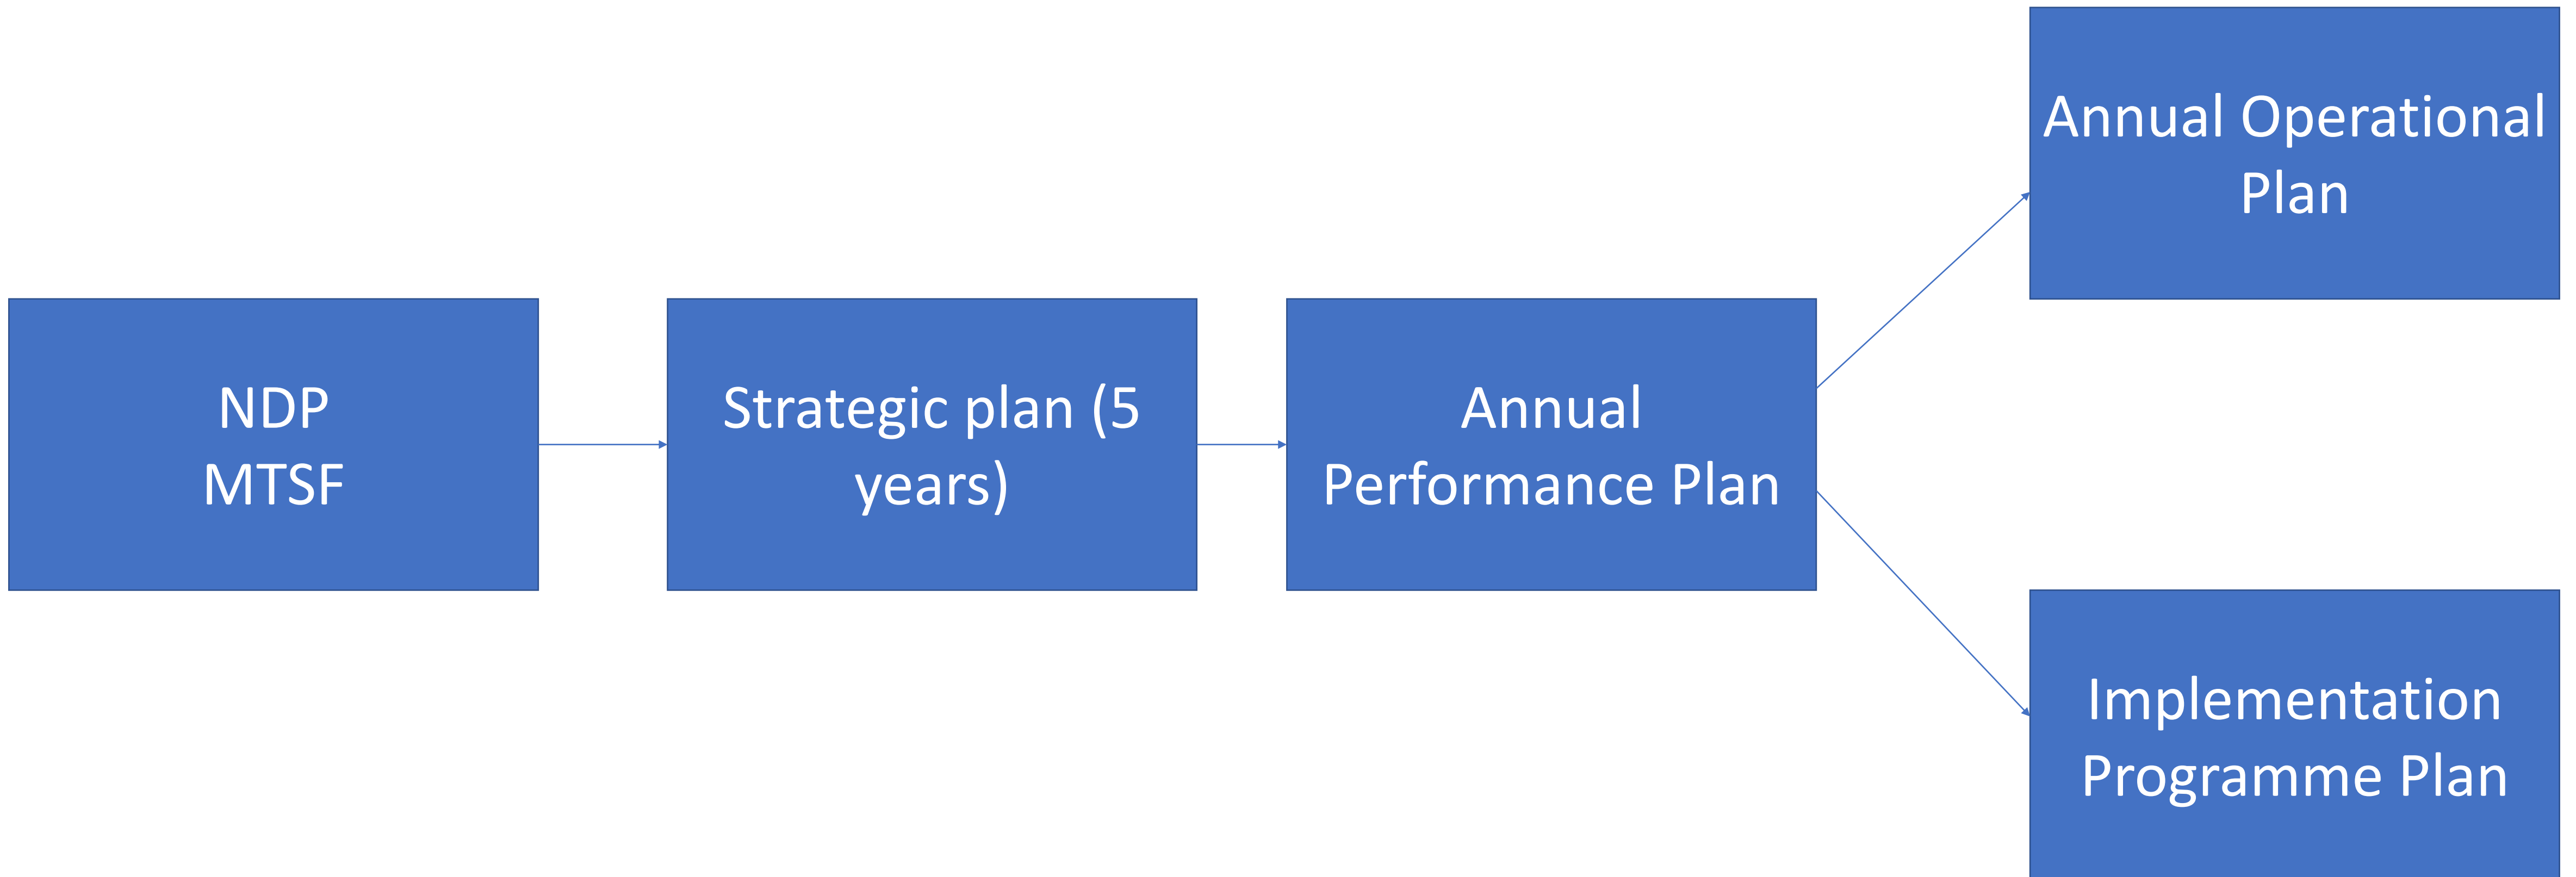 NDP
MTSF
Strategic plan (5
years)
Annual
Performance Plan
Annual Operational
Plan
Implementation
Programme Plan